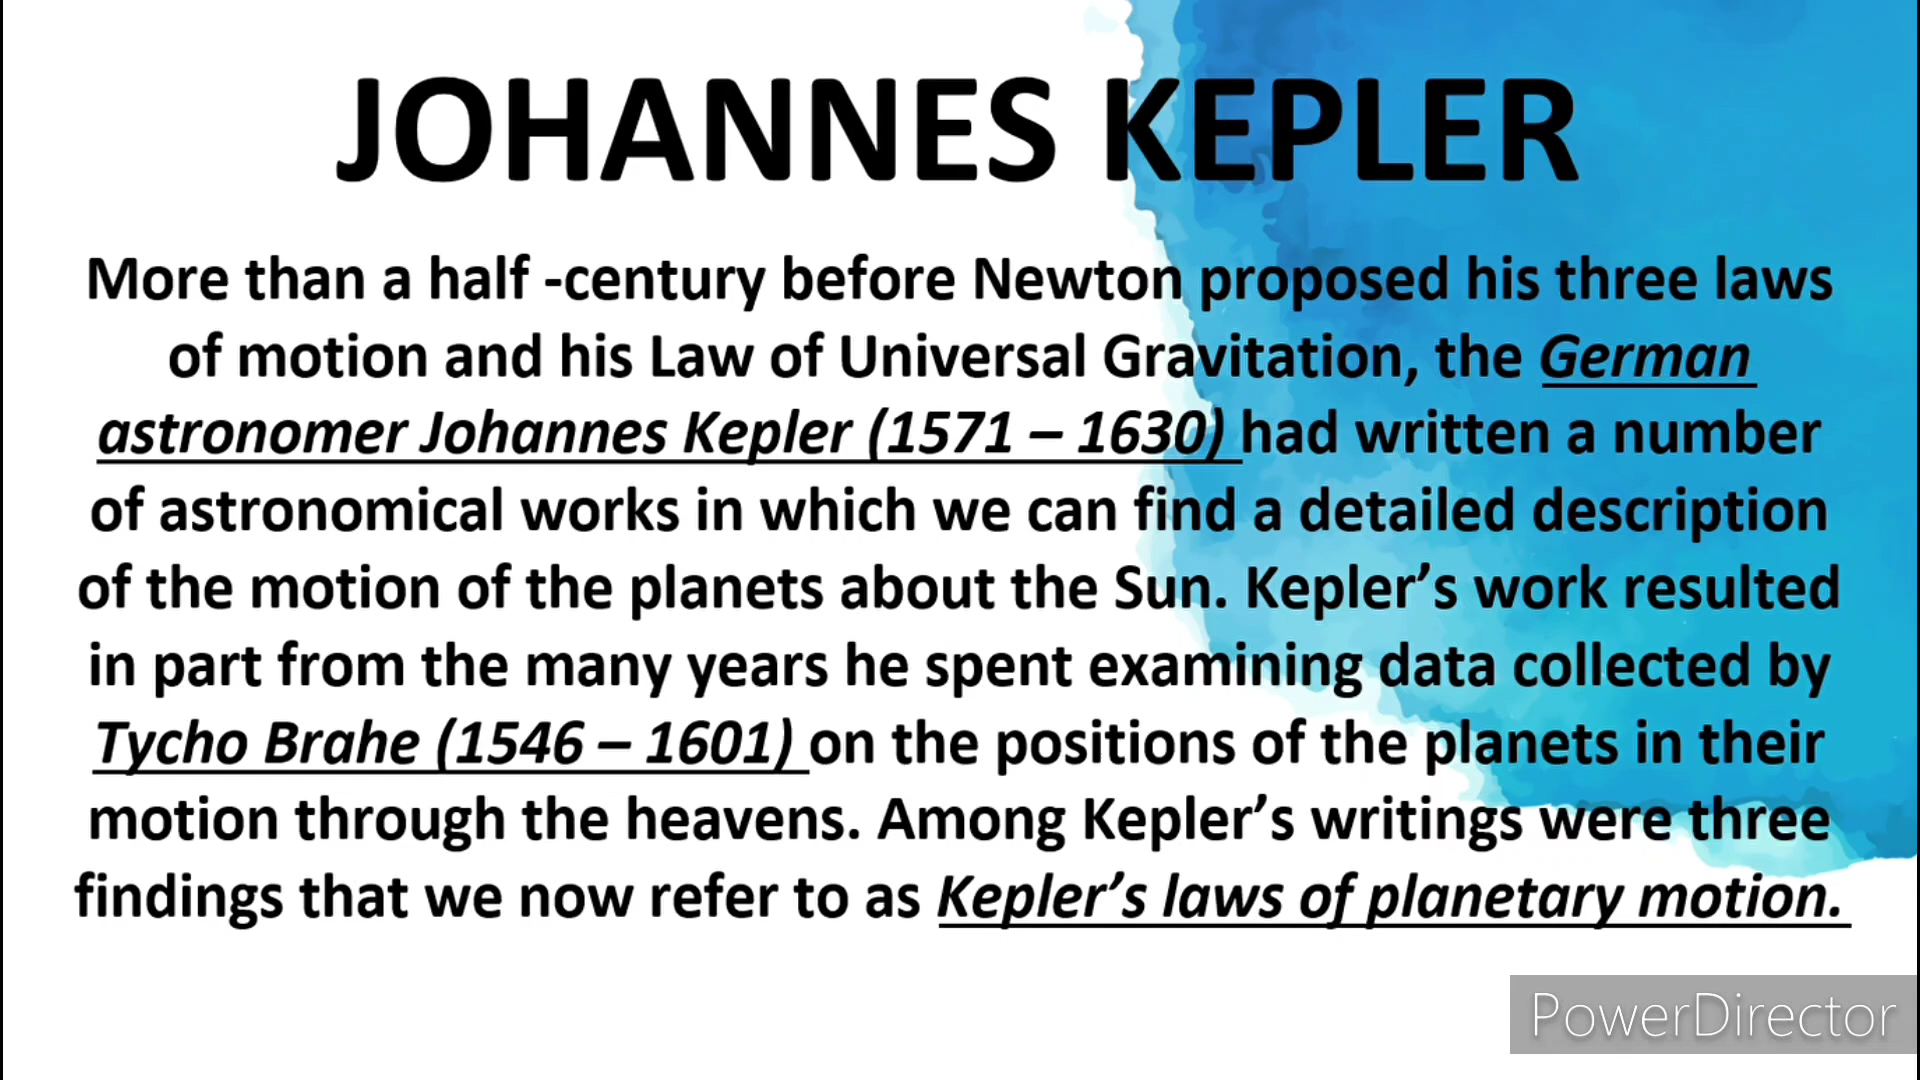 JOHANNES KEPLER
More than a half -century before Newton proposed his three laws
of motion and his Law of Universal Gravitation, the German
astronomer Johannes Kepler (1571 – 1630) had written a number
of astronomical works in which we can find a detailed description
of the motion of the planets about the Sun. Kepler’s work resulted
in part from the many years he spent examining data collected by
Tycho Brahe (1546 – 1601) on the positions of the planets in their
motion through the heavens. Among Kepler’s writings were three
findings that we now refer to as Kepler’s laws of planetary motion.
PowerDirector